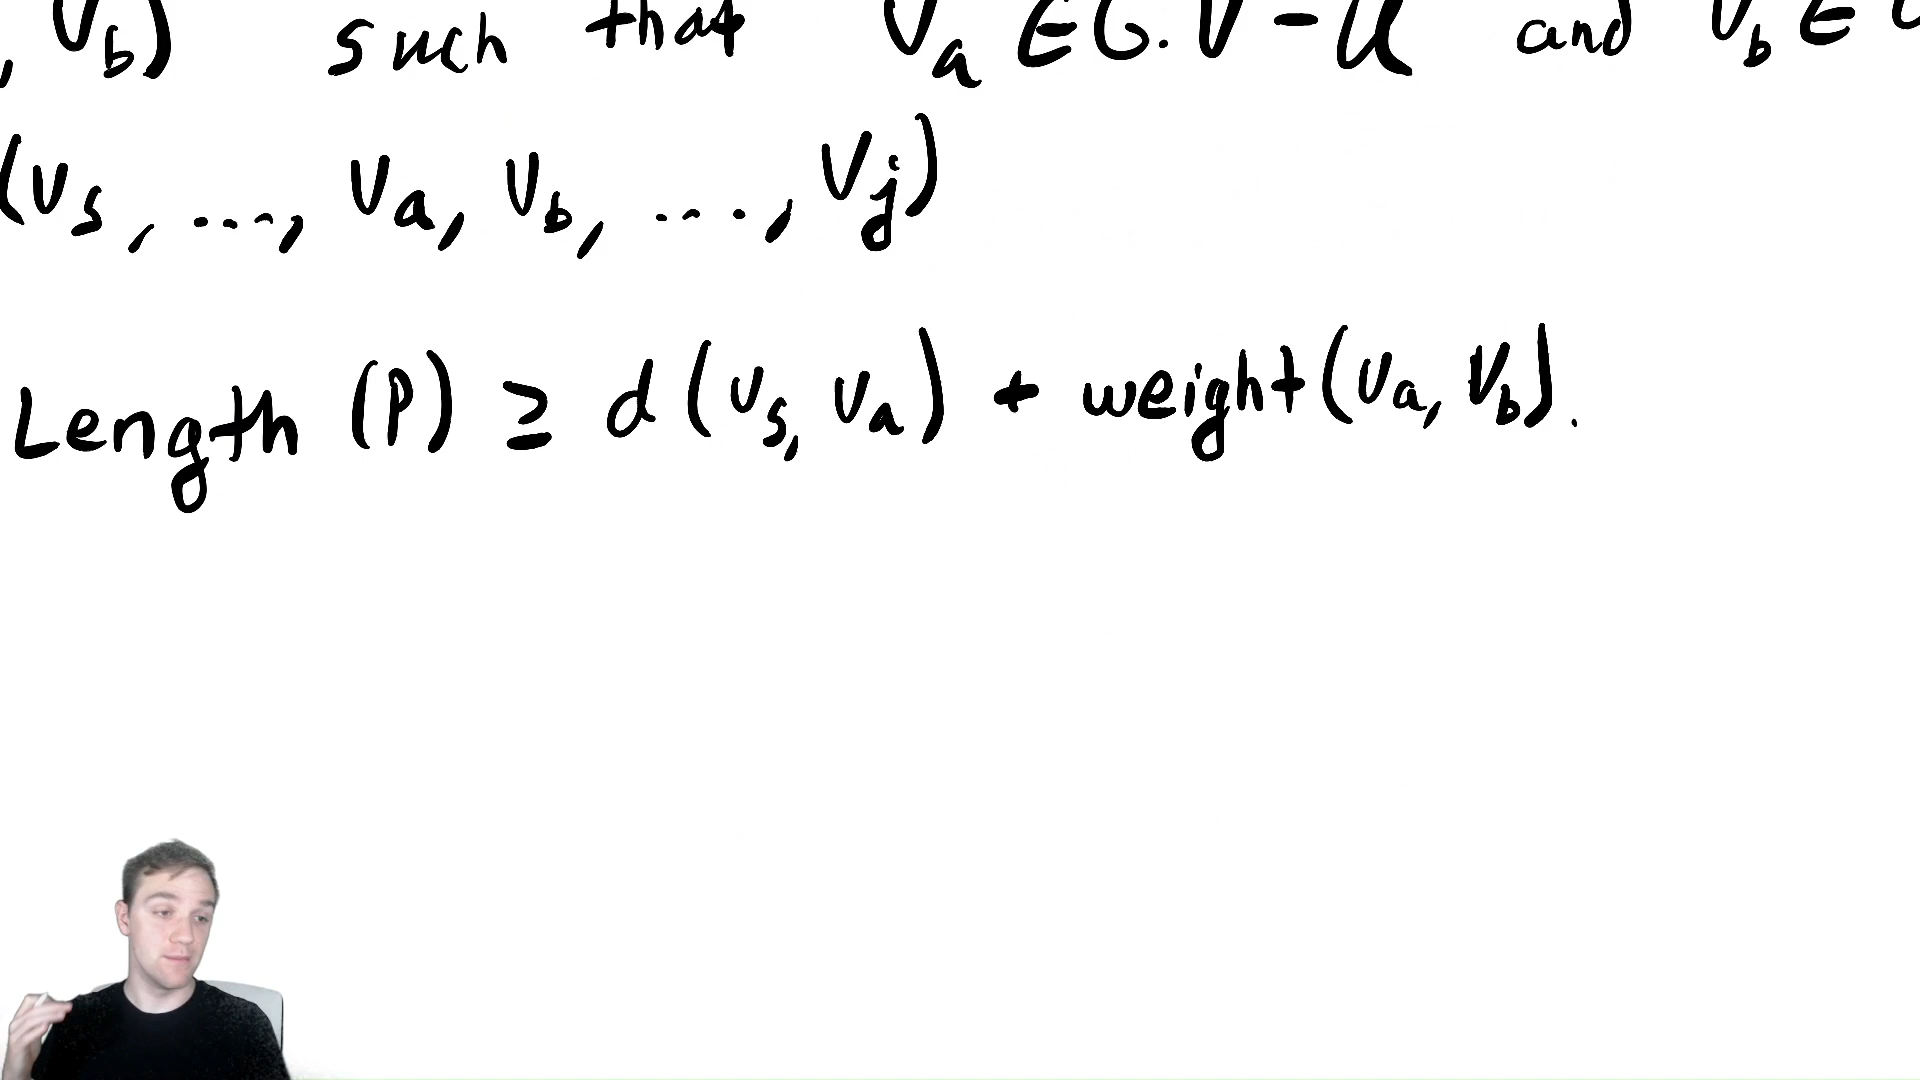 , v_b) such that v_a ∈ G.V - U and v_b ∈
(v_s, ..., v_a, v_b, ..., v_j)
Length (P) ≥ d(v_s, v_a) + weight(v_a, v_b).